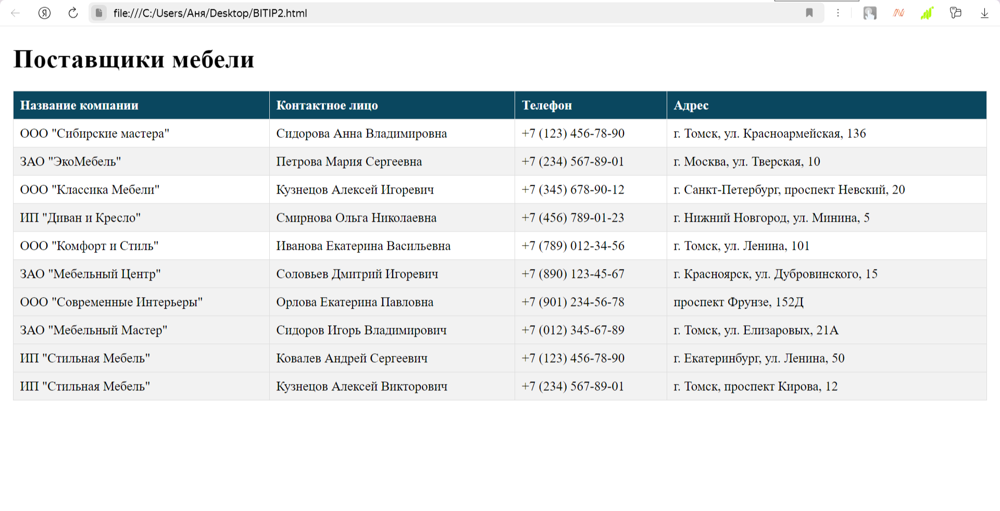 file:///C:/Users/Аня/Desktop/BITIP2.html
Поставщики мебели
Название компании Контактное лицо Телефон Адрес
ООО "Сибирские мастера" Сидорова Анна Владимировна +7 (123) 456-78-90 г. Томск, ул. Красноармейская, 136
ЗАО "ЭкоМебель" Петрова Мария Сергеевна +7 (234) 567-89-01 г. Москва, ул. Тверская, 10
ООО "Классика Мебели" Кузнецов Алексей Игоревич +7 (345) 678-90-12 г. Санкт-Петербург, проспект Невский, 20
ИП "Диван и Кресло" Смирнова Ольга Николаевна +7 (456) 789-01-23 г. Нижний Новгород, ул. Минина, 5
ООО "Комфорт и Стиль" Иванова Екатерина Васильевна +7 (789) 012-34-56 г. Томск, ул. Ленина, 101
ЗАО "Мебельный Центр" Соловьев Дмитрий Игоревич +7 (890) 123-45-67 г. Красноярск, ул. Дубровинского, 15
ООО "Современные Интерьеры" Орлова Екатерина Павловна +7 (901) 234-56-78 проспект Фрунзе, 152Д
ЗАО "Мебельный Мастер" Сидоров Игорь Владимирович +7 (012) 345-67-89 г. Томск, ул. Елизаровых, 21А
ИП "Стильная Мебель" Ковалев Андрей Сергеевич +7 (123) 456-78-90 г. Екатеринбург, ул. Ленина, 50
ИП "Стильная Мебель" Кузнецов Алексей Викторович +7 (234) 567-89-01 г. Томск, проспект Кирова, 12